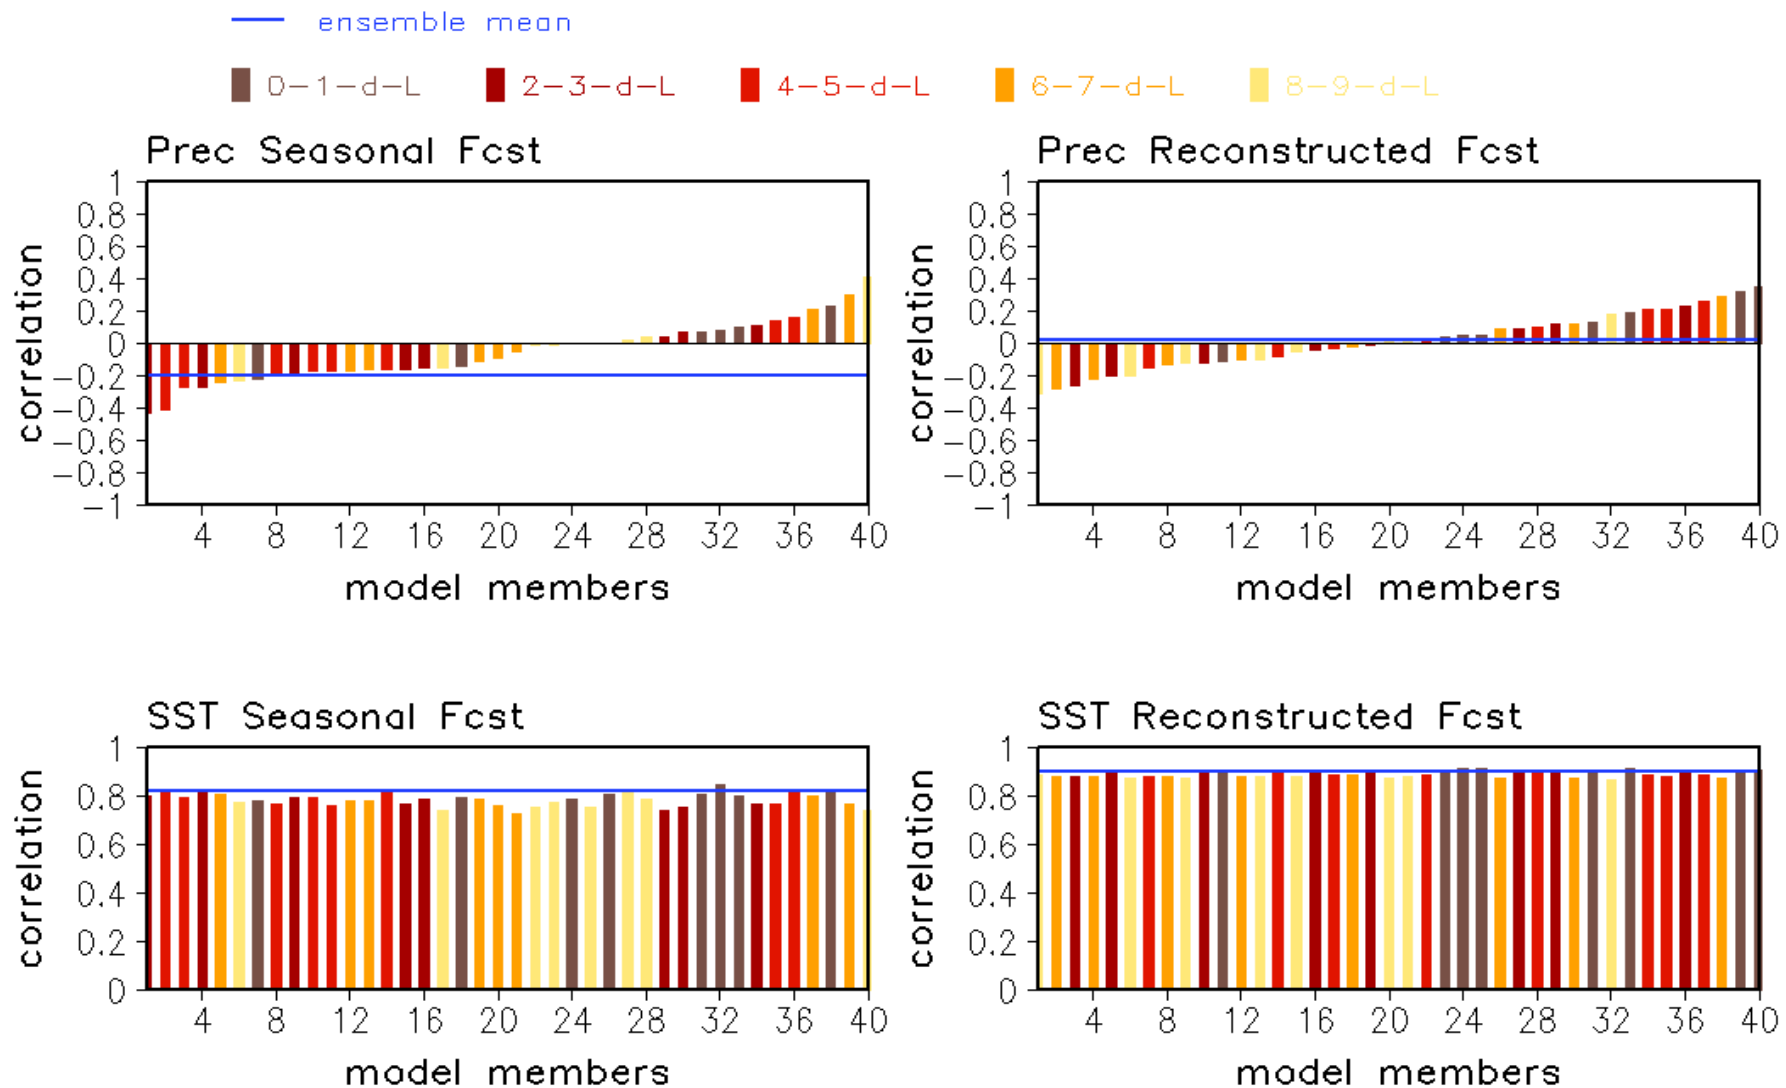 ensemble mean
0-1-d-L 2-3-d-L 4-5-d-L 6-7-d-L 8-9-d-L
Prec Seasonal Fcst
1
0.8
0.6
0.4
0.2
0
-0.2
-0.4
-0.6
-0.8
-1
correlation
4 8 12 16 20 24 28 32 36 40
model members
Prec Reconstructed Fcst
1
0.8
0.6
0.4
0.2
0
-0.2
-0.4
-0.6
-0.8
-1
correlation
4 8 12 16 20 24 28 32 36 40
model members
SST Seasonal Fcst
1
0.8
0.6
0.4
0.2
0
correlation
4 8 12 16 20 24 28 32 36 40
model members
SST Reconstructed Fcst
1
0.8
0.6
0.4
0.2
0
correlation
4 8 12 16 20 24 28 32 36 40
model members